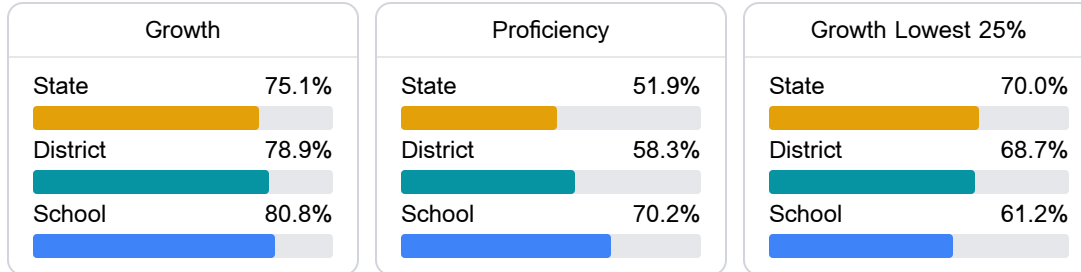 Growth
State 75.1%
District 78.9%
School 80.8%
Proficiency
State 51.9%
District 58.3%
School 70.2%
Growth Lowest 25%
State 70.0%
District 68.7%
School 61.2%